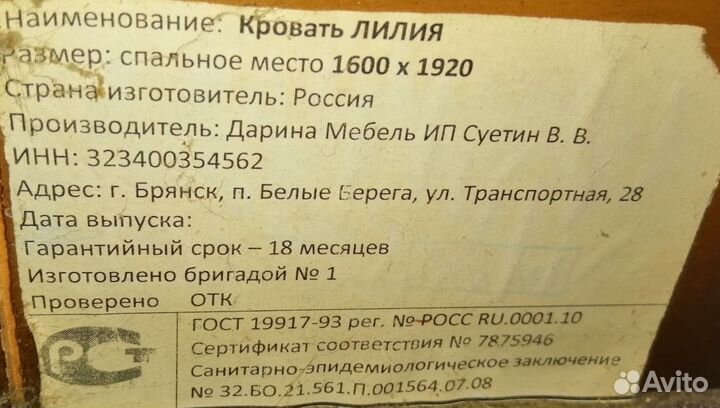 Наименование: Кровать ЛИЛИЯ
Размер: спальное место 1600 x 1920
Страна изготовитель: Россия
Производитель: Дарина Мебель ИП Суетин В. В.
ИНН: 323400354562
Адрес: г. Брянск, п. Белые Берега, ул. Транспортная, 28
Дата выпуска:
Гарантийный срок – 18 месяцев
Изготовлено бригадой № 1
Проверено ОТК
РСТ
ГОСТ 19917-93 рег. № РОСС RU.0001.10
Сертификат соответствия № 7875946
Санитарно-эпидемиологическое заключение
№ 32.БО.21.561.П.001564.07.08
Avito